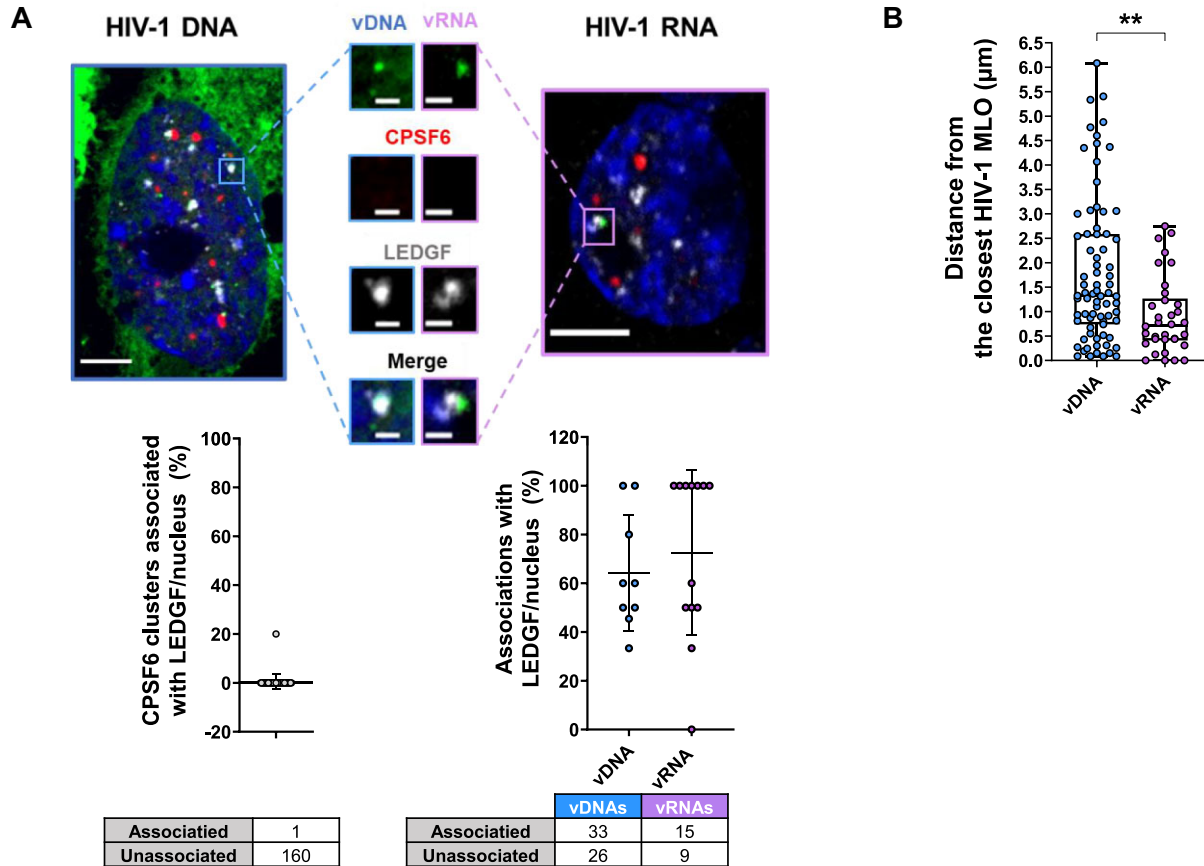 A
HIV-1 DNA
vDNA
vRNA
HIV-1 RNA
CPSF6
LEDGF
Merge
B
**
Distance from
the closest HIV-1 MLO (µm)
6.5
6.0
5.5
5.0
4.5
4.0
3.5
3.0
2.5
2.0
1.5
1.0
0.5
0.0
vDNA
vRNA
CPSF6 clusters associated
with LEDGF/nucleus (%)
100
80
60
40
20
0
-20
Associations with
LEDGF/nucleus (%)
120
100
80
60
40
20
0
vDNA
vRNA
Associatied 1
Unassociated 160
vDNAs vRNAs
Associatied 33 15
Unassociated 26 9